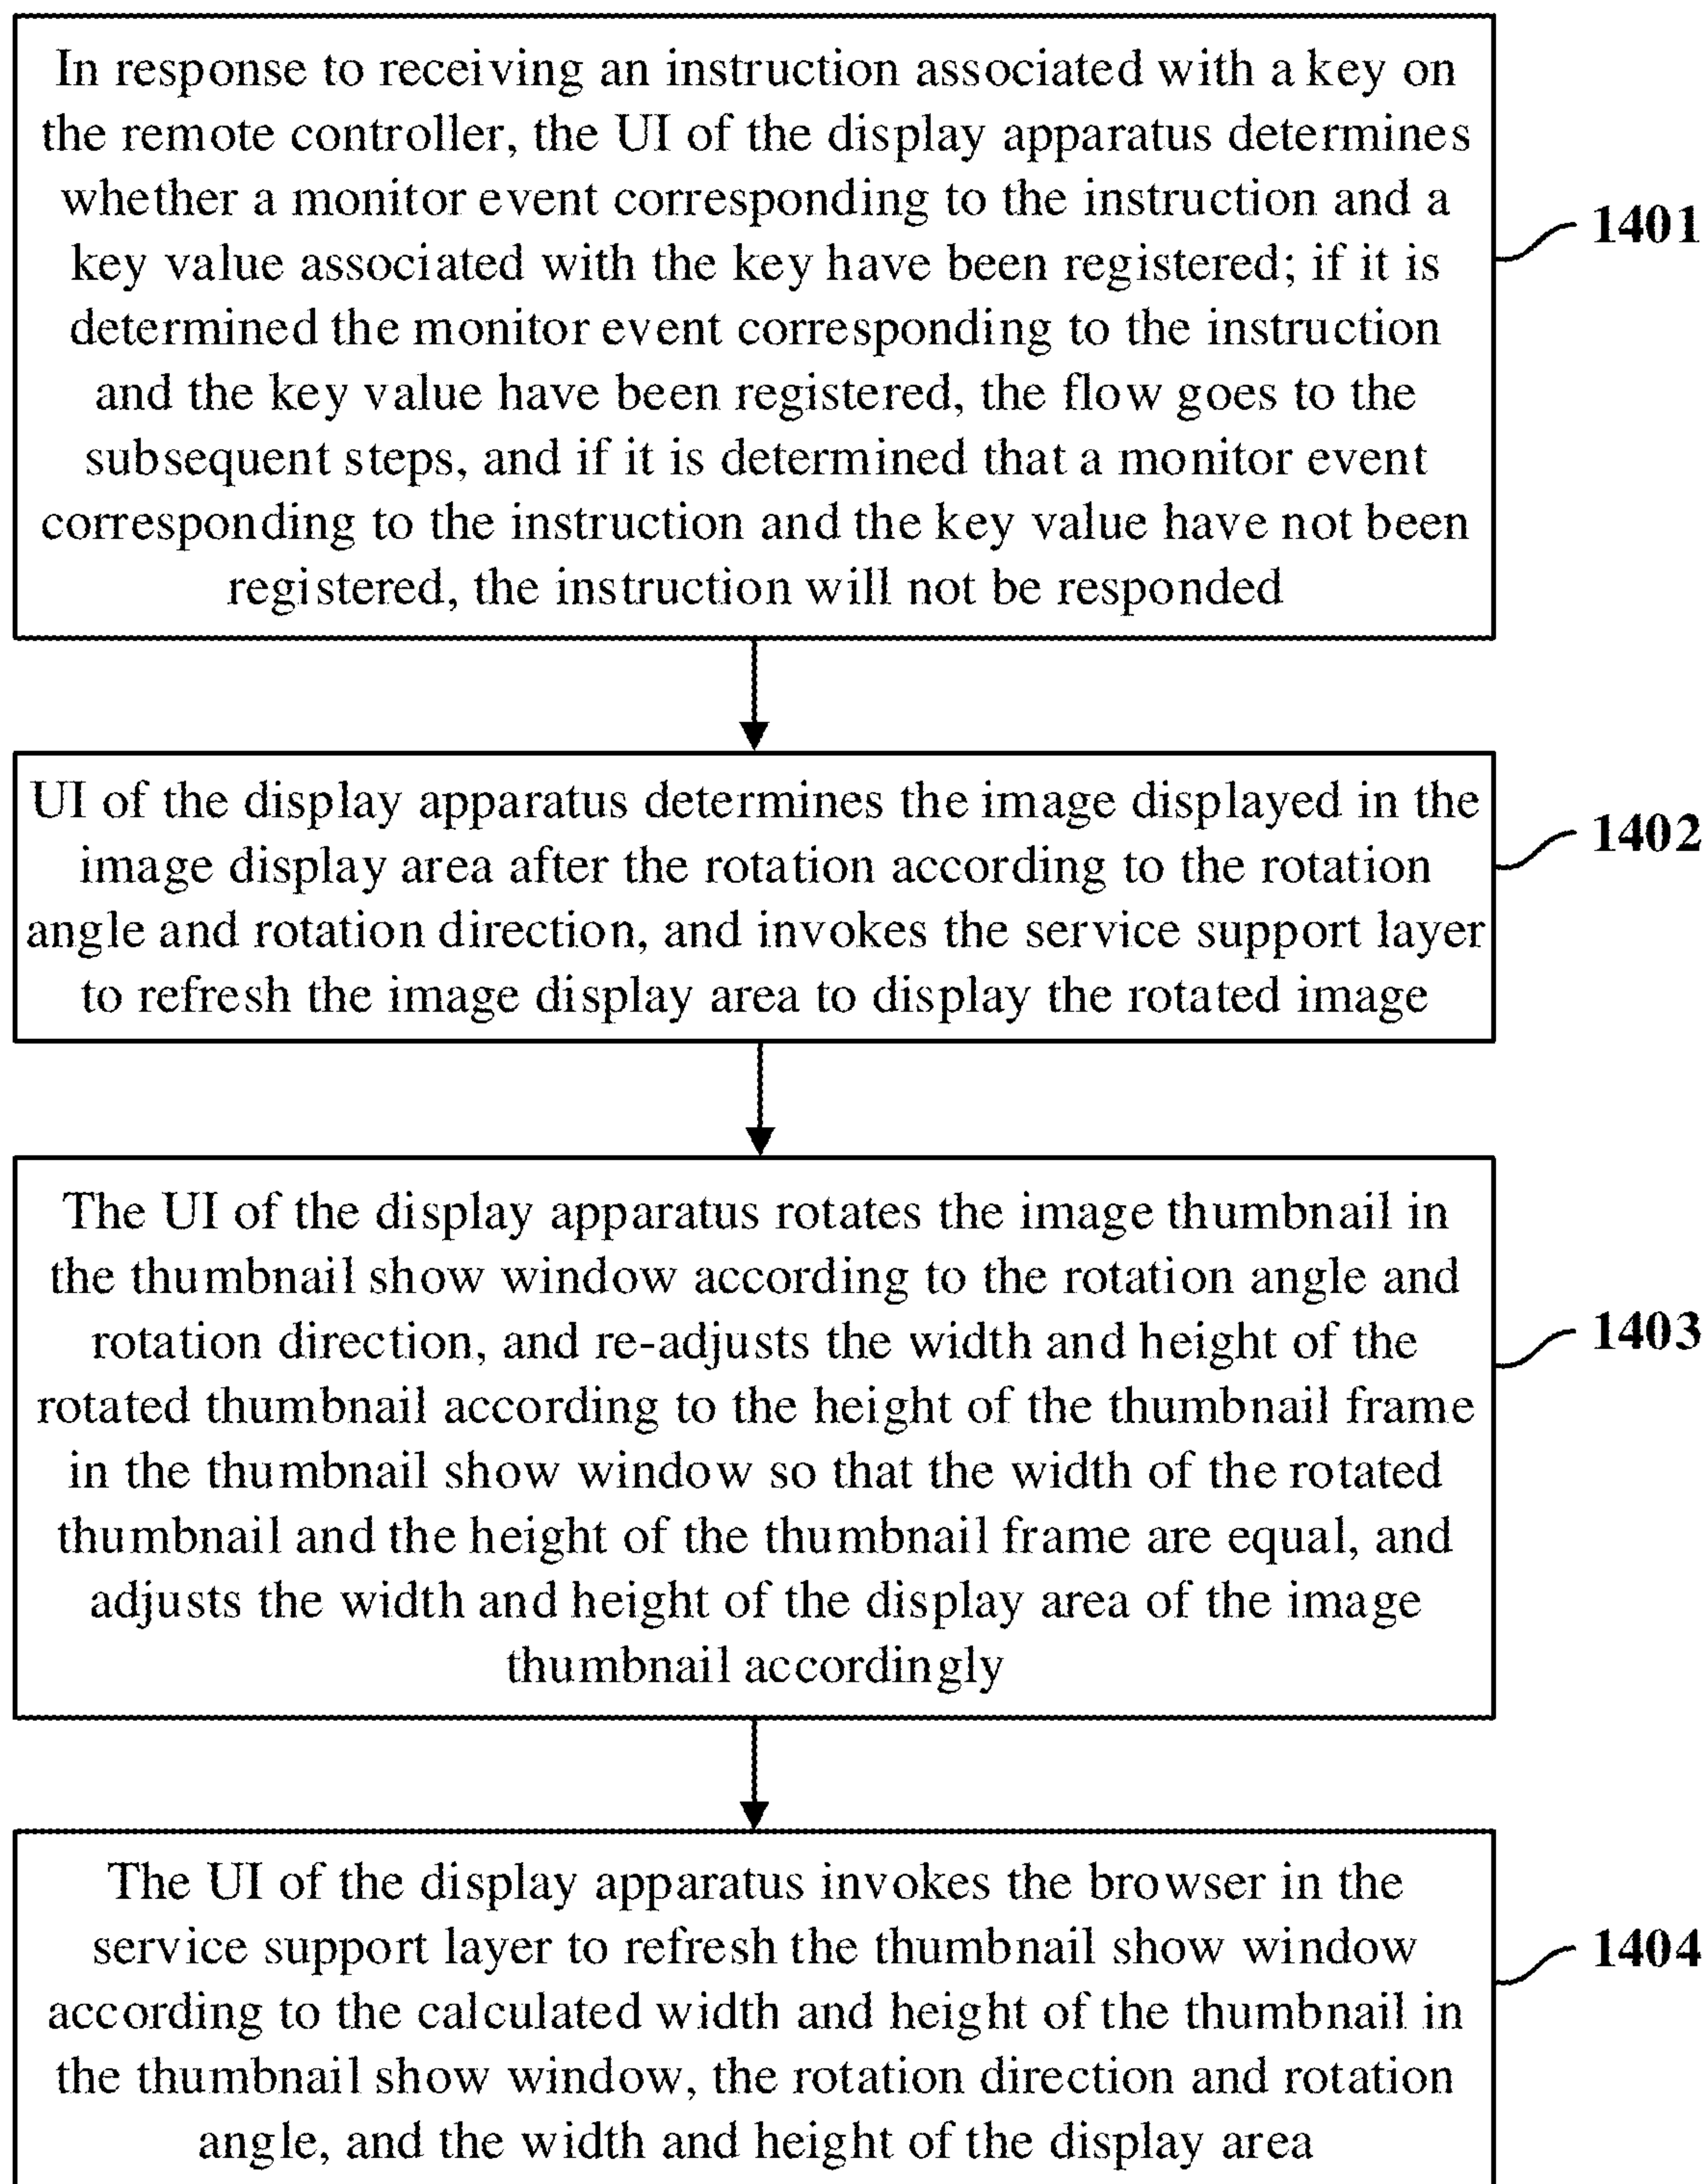 In response to receiving an instruction associated with a key on
the remote controller, the UI of the display apparatus determines
whether a monitor event corresponding to the instruction and a
key value associated with the key have been registered; if it is
determined the monitor event corresponding to the instruction
and the key value have been registered, the flow goes to the
subsequent steps, and if it is determined that a monitor event
corresponding to the instruction and the key value have not been
registered, the instruction will not be responded
1401
UI of the display apparatus determines the image displayed in the
image display area after the rotation according to the rotation
angle and rotation direction, and invokes the service support layer
to refresh the image display area to display the rotated image
1402
The UI of the display apparatus rotates the image thumbnail in
the thumbnail show window according to the rotation angle and
rotation direction, and re-adjusts the width and height of the
rotated thumbnail according to the height of the thumbnail frame
in the thumbnail show window so that the width of the rotated
thumbnail and the height of the thumbnail frame are equal, and
adjusts the width and height of the display area of the image
thumbnail accordingly
1403
The UI of the display apparatus invokes the browser in the
service support layer to refresh the thumbnail show window
according to the calculated width and height of the thumbnail in
the thumbnail show window, the rotation direction and rotation
angle, and the width and height of the display area
1404